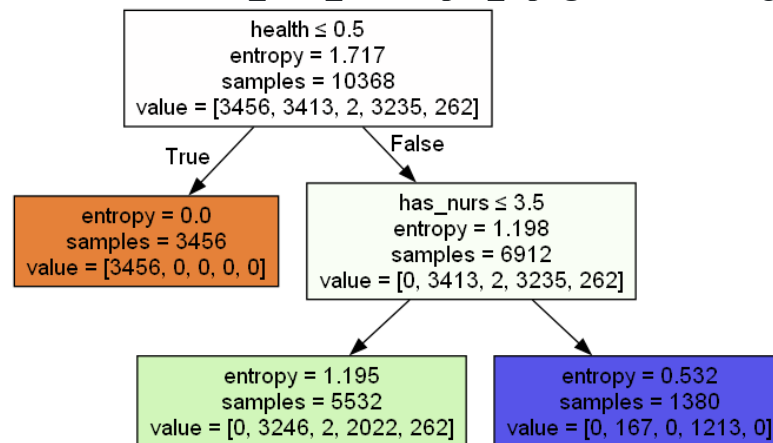 health ≤ 0.5
entropy = 1.717
samples = 10368
value = [3456, 3413, 2, 3235, 262]
True
False
entropy = 0.0
samples = 3456
value = [3456, 0, 0, 0, 0]
has_nurs ≤ 3.5
entropy = 1.198
samples = 6912
value = [0, 3413, 2, 3235, 262]
entropy = 1.195
samples = 5532
value = [0, 3246, 2, 2022, 262]
entropy = 0.532
samples = 1380
value = [0, 167, 0, 1213, 0]